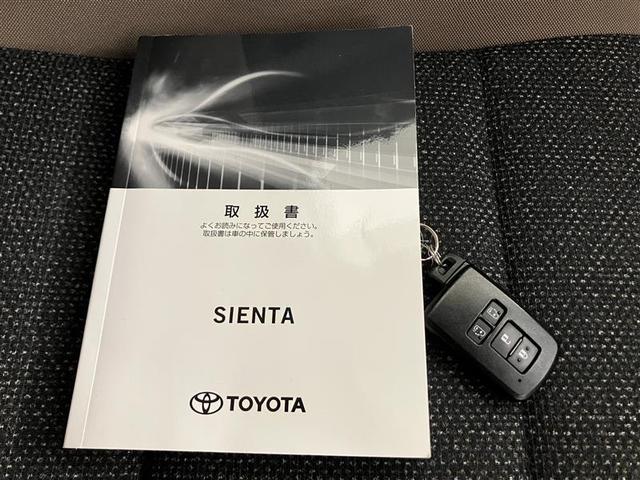 取扱書
よくお読みになってご使用ください。
取扱書は車の中に保管しましょう。
SIENTA
TOYOTA